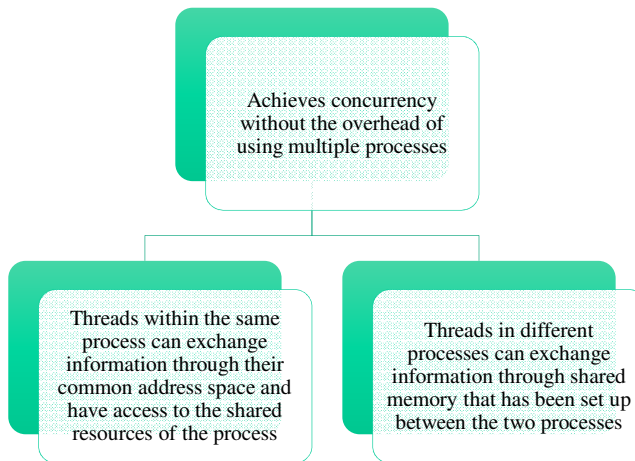 Achieves concurrency
without the overhead of
using multiple processes
Threads within the same
process can exchange
information through their
common address space and
have access to the shared
resources of the process
Threads in different
processes can exchange
information through shared
memory that has been set up
between the two processes